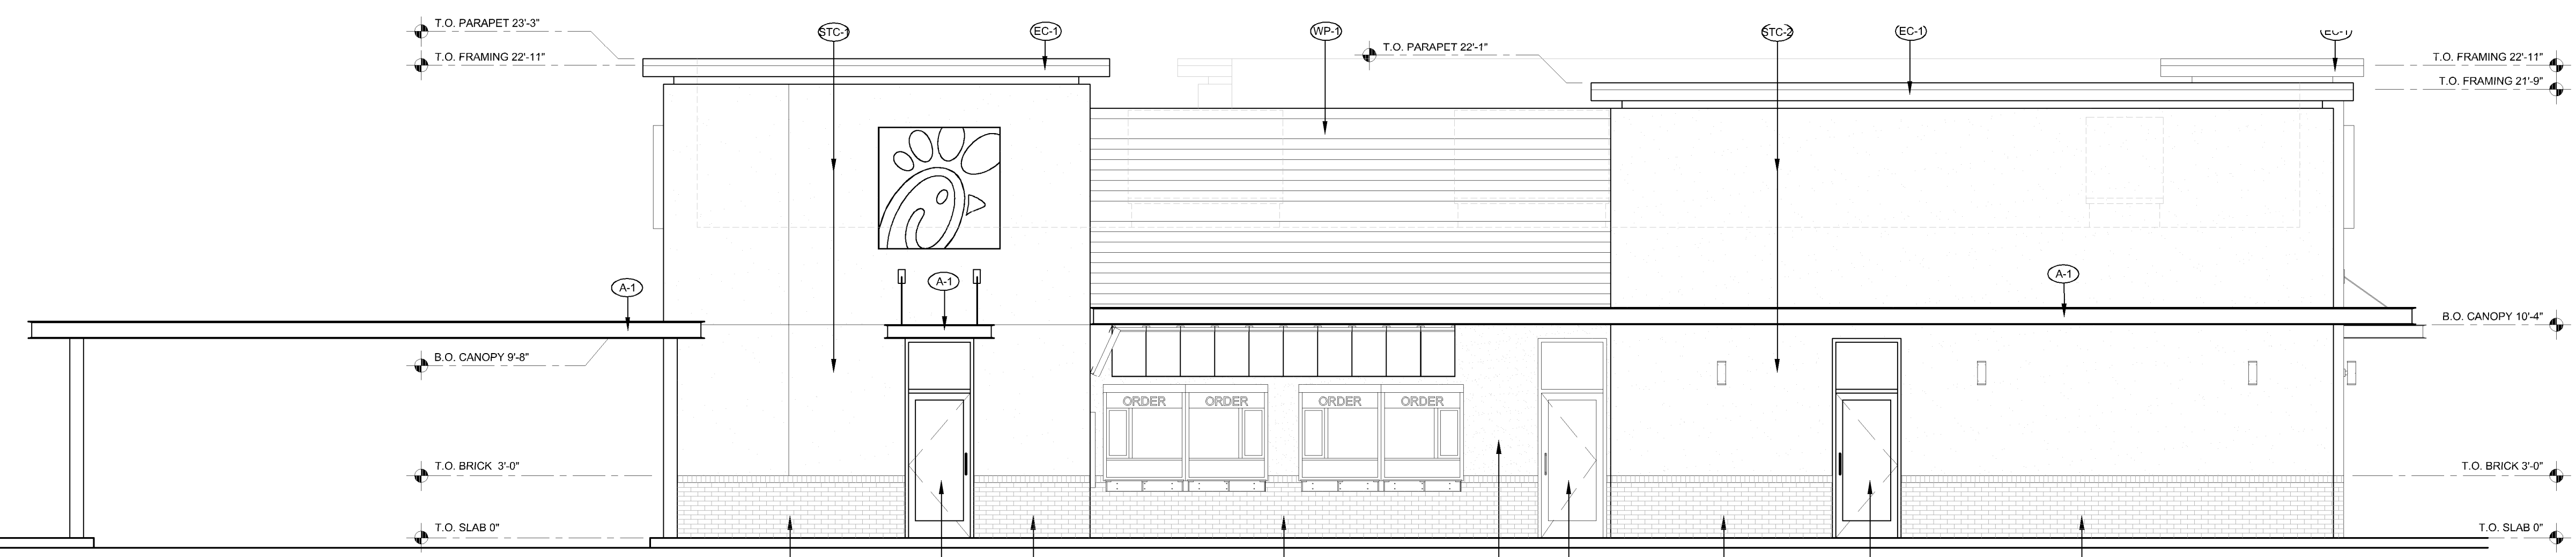 T.O. PARAPET 23'-3"
STC-1
EC-1
WP-1
STC-2
EC-1
EC-1
T.O. PARAPET 22'-1"
T.O. FRAMING 22'-11"
T.O. FRAMING 22'-11"
T.O. FRAMING 21'-9"
A-1
A-1
A-1
B.O. CANOPY 10'-4"
B.O. CANOPY 9'-8"
ORDER ORDER ORDER ORDER
T.O. BRICK 3'-0"
T.O. BRICK 3'-0"
T.O. SLAB 0"
T.O. SLAB 0"